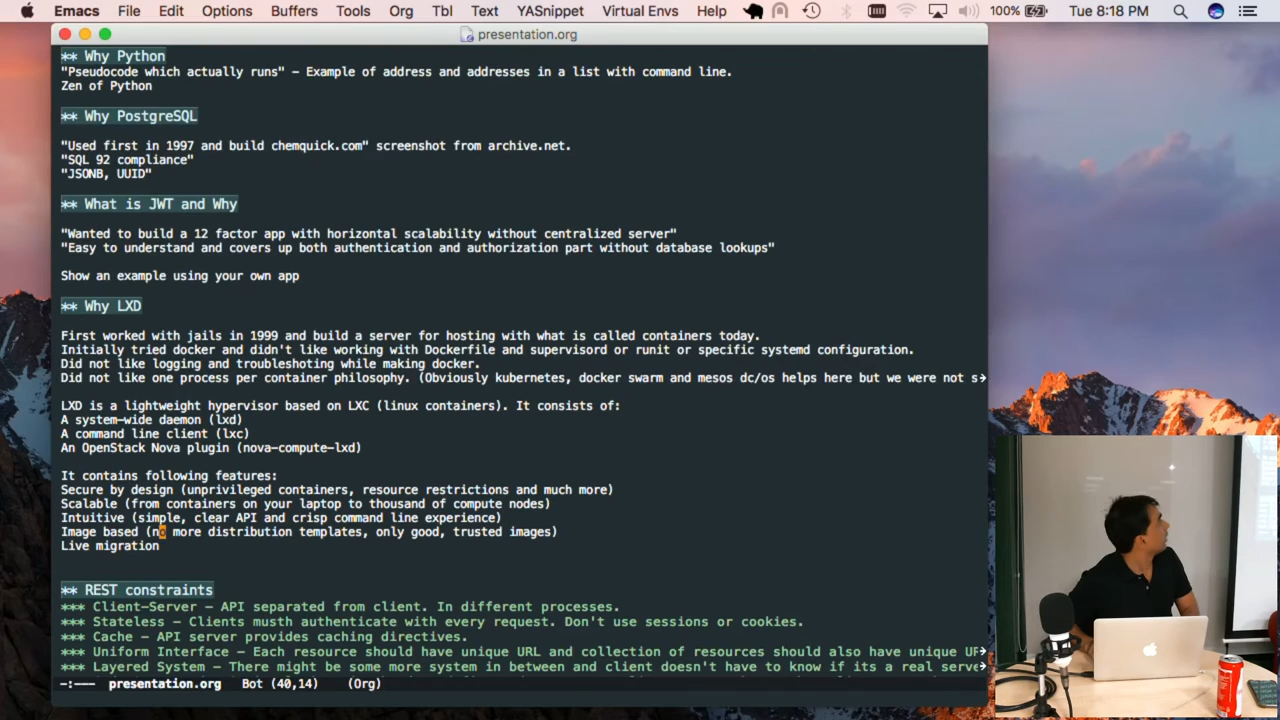 Emacs File Edit Options Buffers Tools Org Tbl Text YASnippet Virtual Envs Help 100% Tue 8:18 PM
presentation.org
** Why Python
"Pseudocode which actually runs" – Example of address and addresses in a list with command line.
Zen of Python
** Why PostgreSQL
"Used first in 1997 and build chemquick.com" screenshot from archive.net.
"SQL 92 compliance"
"JSONB, UUID"
** What is JWT and Why
"Wanted to build a 12 factor app with horizontal scalability without centralized server"
"Easy to understand and covers up both authentication and authorization part without database lookups"
Show an example using your own app
** Why LXD
First worked with jails in 1999 and build a server for hosting with what is called containers today.
Initially tried docker and didn't like working with Dockerfile and supervisord or runit or specific systemd configuration.
Did not like logging and troubleshoting while making docker.
Did not like one process per container philosophy. (Obviously kubernetes, docker swarm and mesos dc/os helps here but we were not s
LXD is a lightweight hypervisor based on LXC (linux containers). It consists of:
A system-wide daemon (lxd)
A command line client (lxc)
An OpenStack Nova plugin (nova-compute-lxd)
It contains following features:
Secure by design (unprivileged containers, resource restrictions and much more)
Scalable (from containers on your laptop to thousand of compute nodes)
Intuitive (simple, clear API and crisp command line experience)
Image based (no more distribution templates, only good, trusted images)
Live migration
** REST constraints
*** Client-Server – API separated from client. In different processes.
*** Stateless – Clients musth authenticate with every request. Don't use sessions or cookies.
*** Cache – API server provides caching directives.
*** Uniform Interface – Each resource should have unique URL and collection of resources should also have unique UR
*** Layered System – There might be some more system in between and client doesn't have to know if its a real serve
-:--- presentation.org Bot (40,14) (Org)